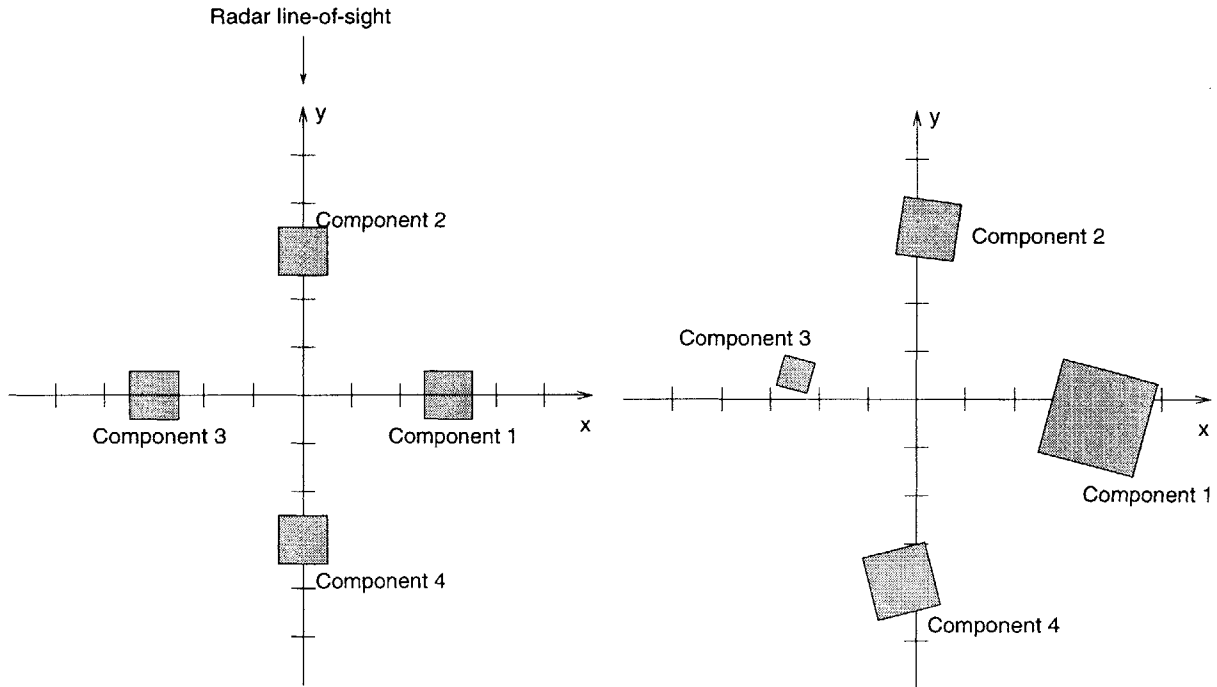 Radar line-of-sight
y
Component 2
Component 3
Component 1
x
Component 4
y
Component 2
Component 3
x
Component 1
Component 4